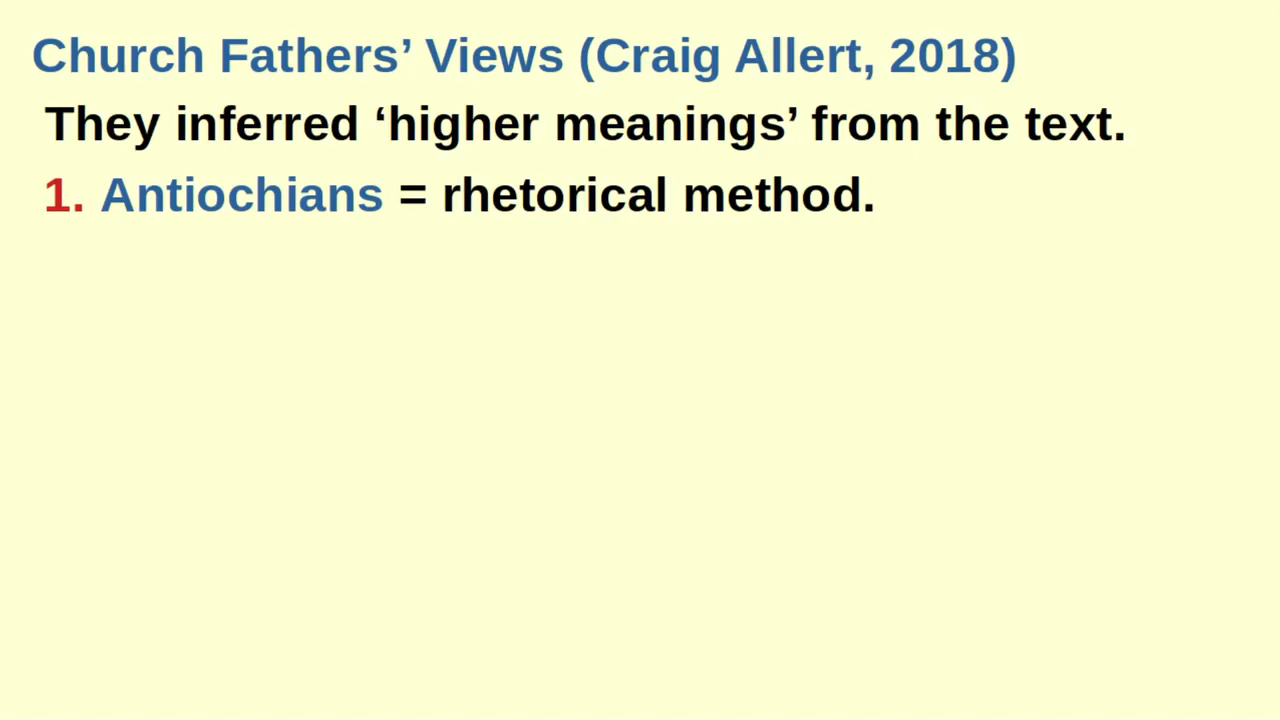 Church Fathers’ Views (Craig Allert, 2018)
They inferred ‘higher meanings’ from the text.
1. Antiochians = rhetorical method.